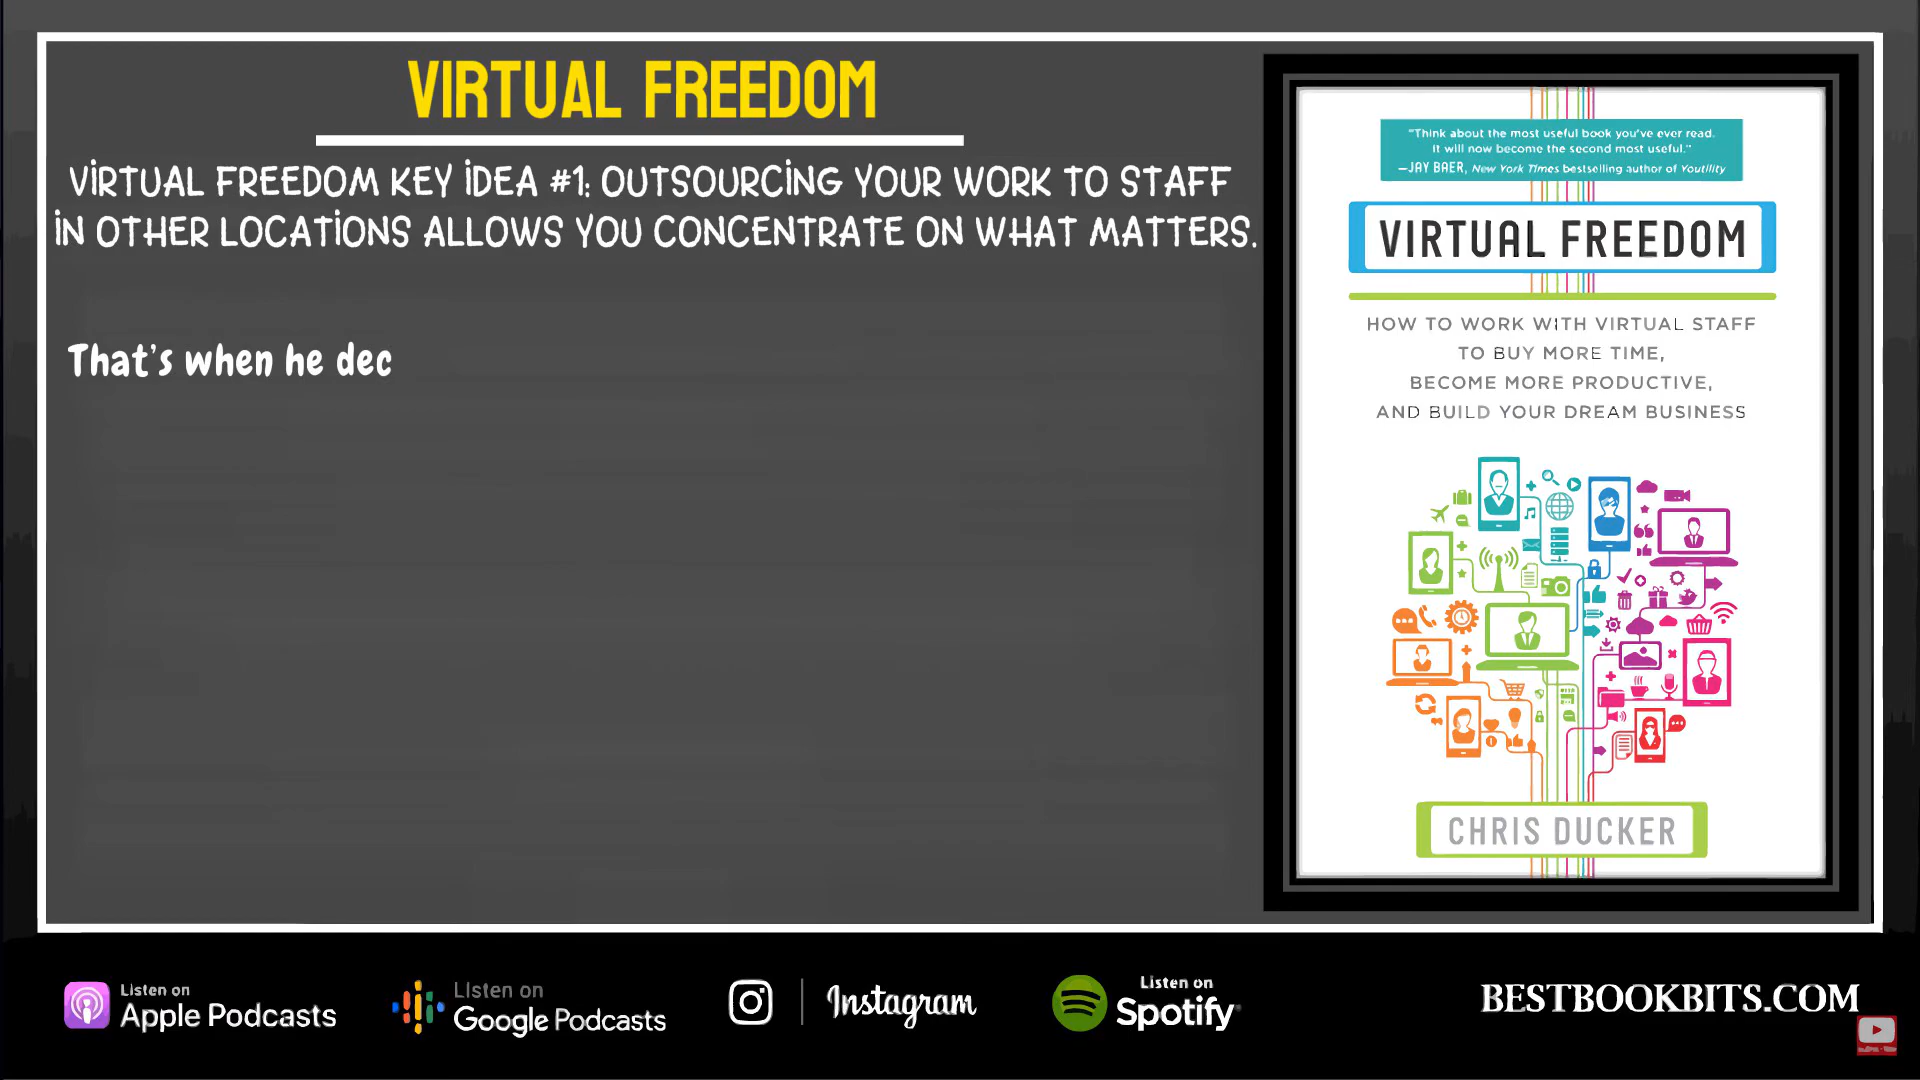 VIRTUAL FREEDOM
VIRTUAL FREEDOM KEY IDEA #1: OUTSOURCING YOUR WORK TO STAFF
IN OTHER LOCATIONS ALLOWS YOU CONCENTRATE ON WHAT MATTERS.
That's when he dec
"Think about the most useful book you've ever read.
It will now become the second most useful."
—JAY BAER, New York Times bestselling author of Youtility
VIRTUAL FREEDOM
HOW TO WORK WITH VIRTUAL STAFF
TO BUY MORE TIME,
BECOME MORE PRODUCTIVE,
AND BUILD YOUR DREAM BUSINESS
CHRIS DUCKER
Listen on
Apple Podcasts
Listen on
Google Podcasts
Instagram
Listen on
Spotify
BESTBOOKBITS.COM